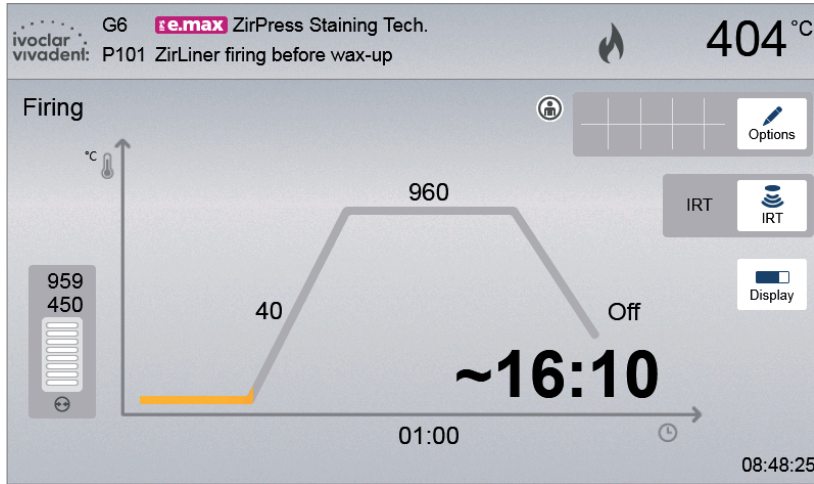 ivoclar
vivadent:
G6 IPS e.max ZirPress Staining Tech.
P101 ZirLiner firing before wax-up
404 °C
Firing
Options
°C
960
IRT
IRT
959
450
40
Off
Display
~16:10
01:00
08:48:25